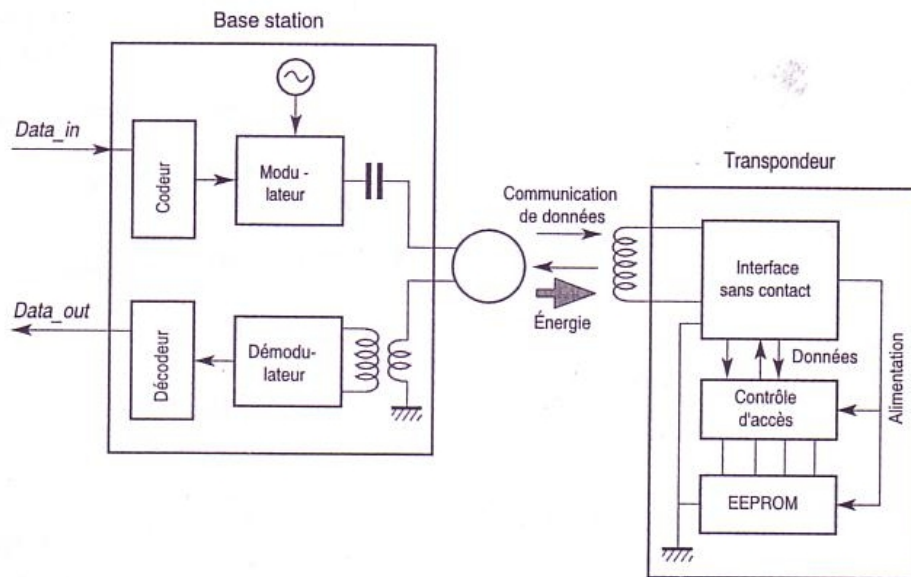 Base station
Data_in
Codeur
Modu -
lateur
Data_out
Décodeur
Démodu-
lateur
Communication
de données
Énergie
Transpondeur
Interface
sans contact
Données
Contrôle
d'accès
Alimentation
EEPROM